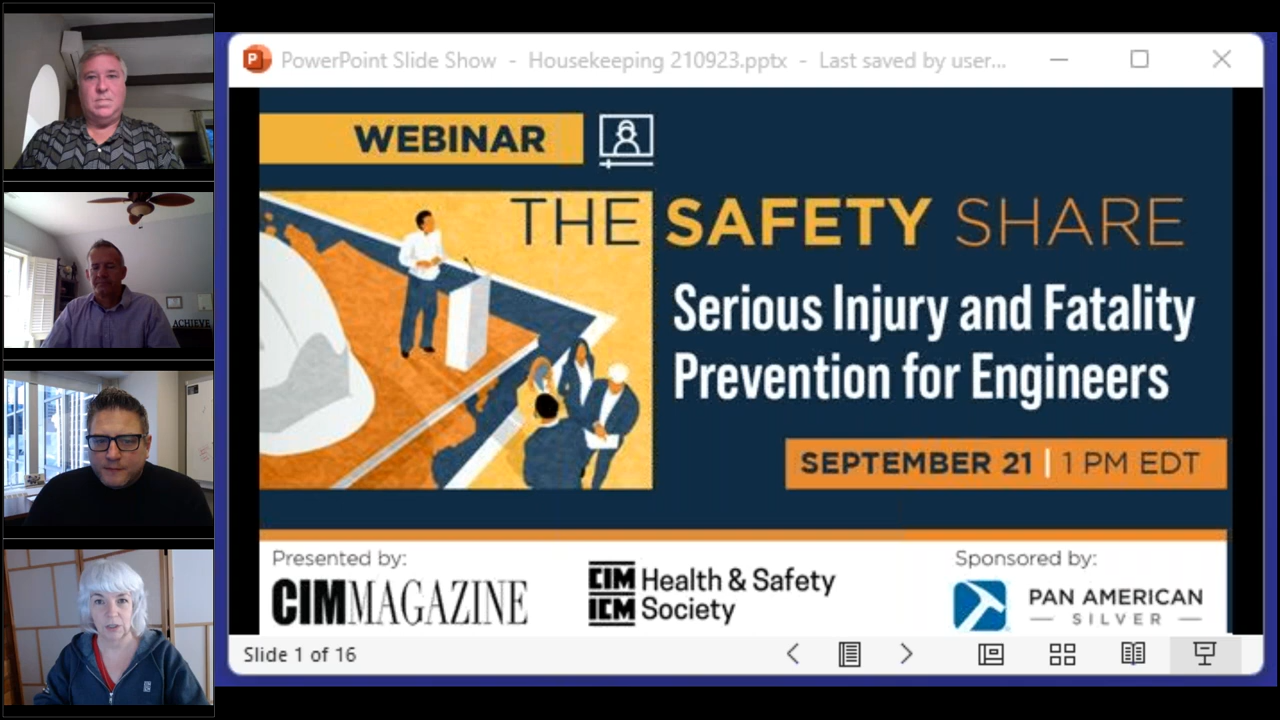 PowerPoint Slide Show - Housekeeping 210923.pptx - Last saved by user...
WEBINAR
THE SAFETY SHARE
Serious Injury and Fatality
Prevention for Engineers
SEPTEMBER 21 | 1 PM EDT
Presented by:
CIMMAGAZINE
CIM
ICM
Health & Safety
Society
Sponsored by:
PAN AMERICAN
— SILVER —
Slide 1 of 16
ACHIEVE